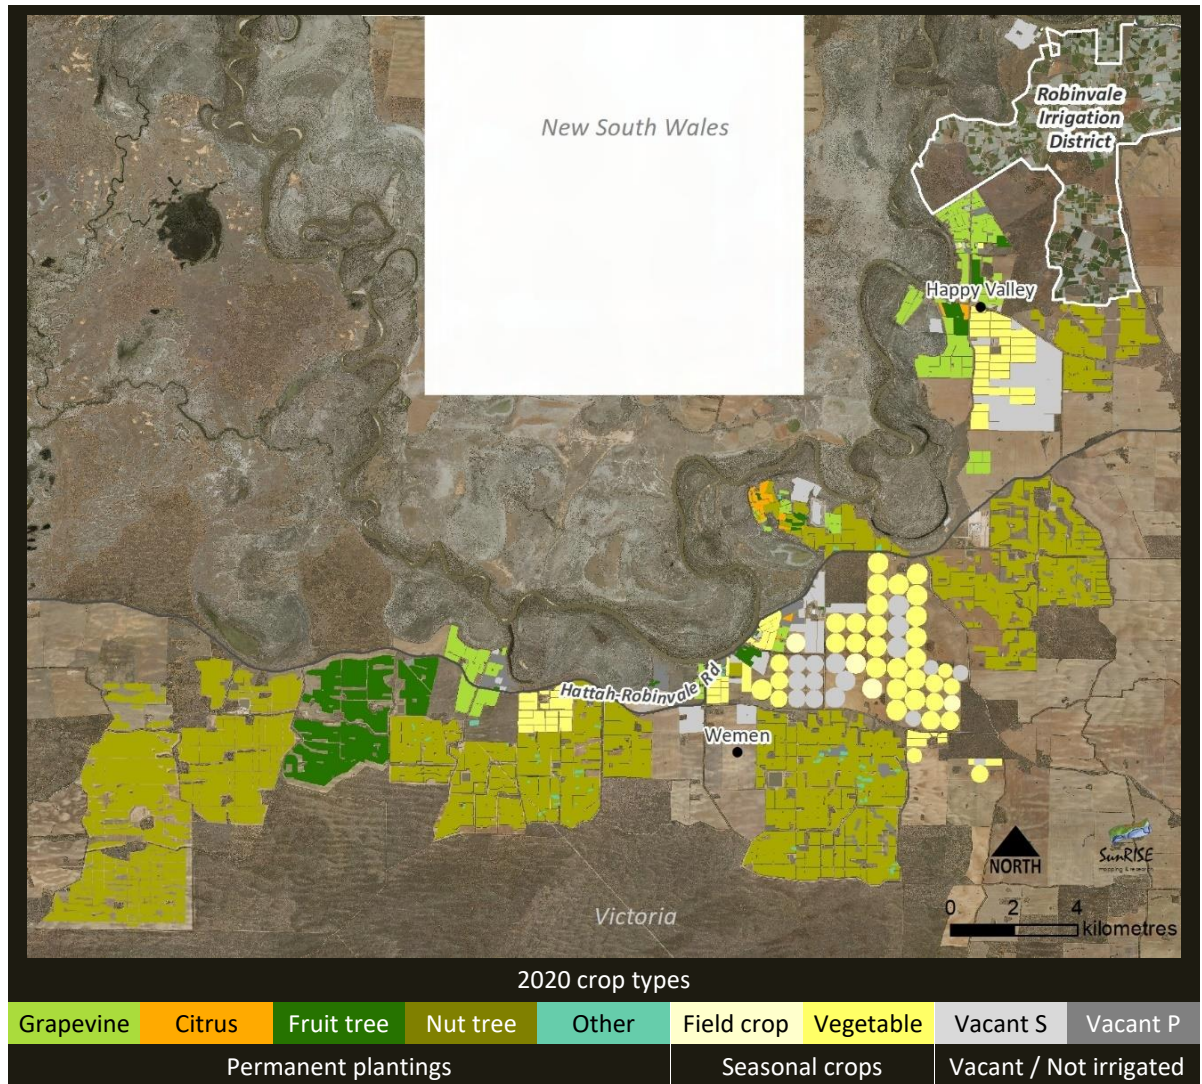 New South Wales
Robinvale
Irrigation
District
Happy Valley
Hattah-Robinvale Rd
Wemen
NORTH
SunRISE
mapping & research
Victoria
0 2 4
kilometres
2020 crop types
Grapevine Citrus Fruit tree Nut tree Other Field crop Vegetable Vacant S Vacant P
Permanent plantings Seasonal crops Vacant / Not irrigated